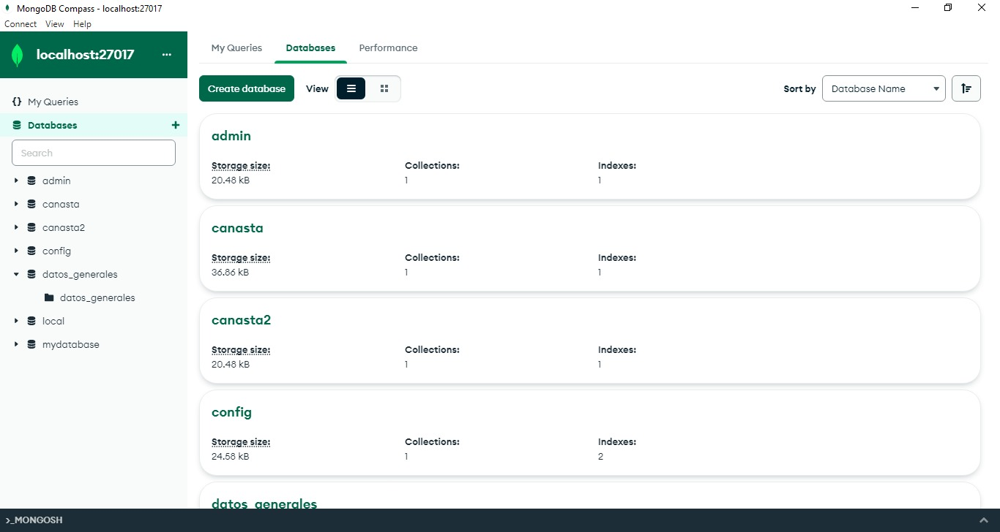 MongoDB Compass - localhost:27017
Connect View Help
localhost:27017 ...
My Queries
Databases +
Search
admin
canasta
canasta2
config
datos_generales
datos_generales
local
mydatabase
My Queries Databases Performance
Create database View Sort by Database Name
admin
Storage size: Collections: Indexes:
20.48 kB 1 1
canasta
Storage size: Collections: Indexes:
36.86 kB 1 1
canasta2
Storage size: Collections: Indexes:
20.48 kB 1 1
config
Storage size: Collections: Indexes:
24.58 kB 1 2
datos_generales
>_MONGOSH